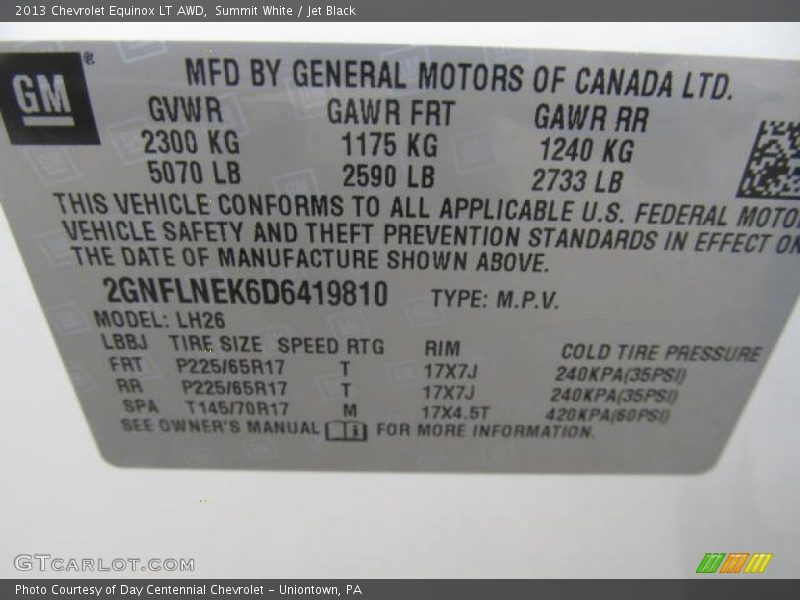 2013 Chevrolet Equinox LT AWD,  Summit White / Jet Black
GM®
MFD BY GENERAL MOTORS OF CANADA LTD.
GVWR GAWR FRT GAWR RR
2300 KG 1175 KG 1240 KG
5070 LB 2590 LB 2733 LB
THIS VEHICLE CONFORMS TO ALL APPLICABLE U.S. FEDERAL MOTO
VEHICLE SAFETY AND THEFT PREVENTION STANDARDS IN EFFECT ON
THE DATE OF MANUFACTURE SHOWN ABOVE.
2GNFLNEK6D6419810 TYPE: M.P.V.
MODEL: LH26
LBBJ TIRE SIZE SPEED RTG RIM COLD TIRE PRESSURE
FRT P225/65R17 T 17X7J 240KPA(35PSI)
RR P225/65R17 T 17X7J 240KPA(35PSI)
SPA T145/70R17 M 17X4.5T 420KPA(60PSI)
SEE OWNER'S MANUAL FOR MORE INFORMATION.
GTCARLOT.COM
Photo Courtesy of Day Centennial Chevrolet - Uniontown, PA